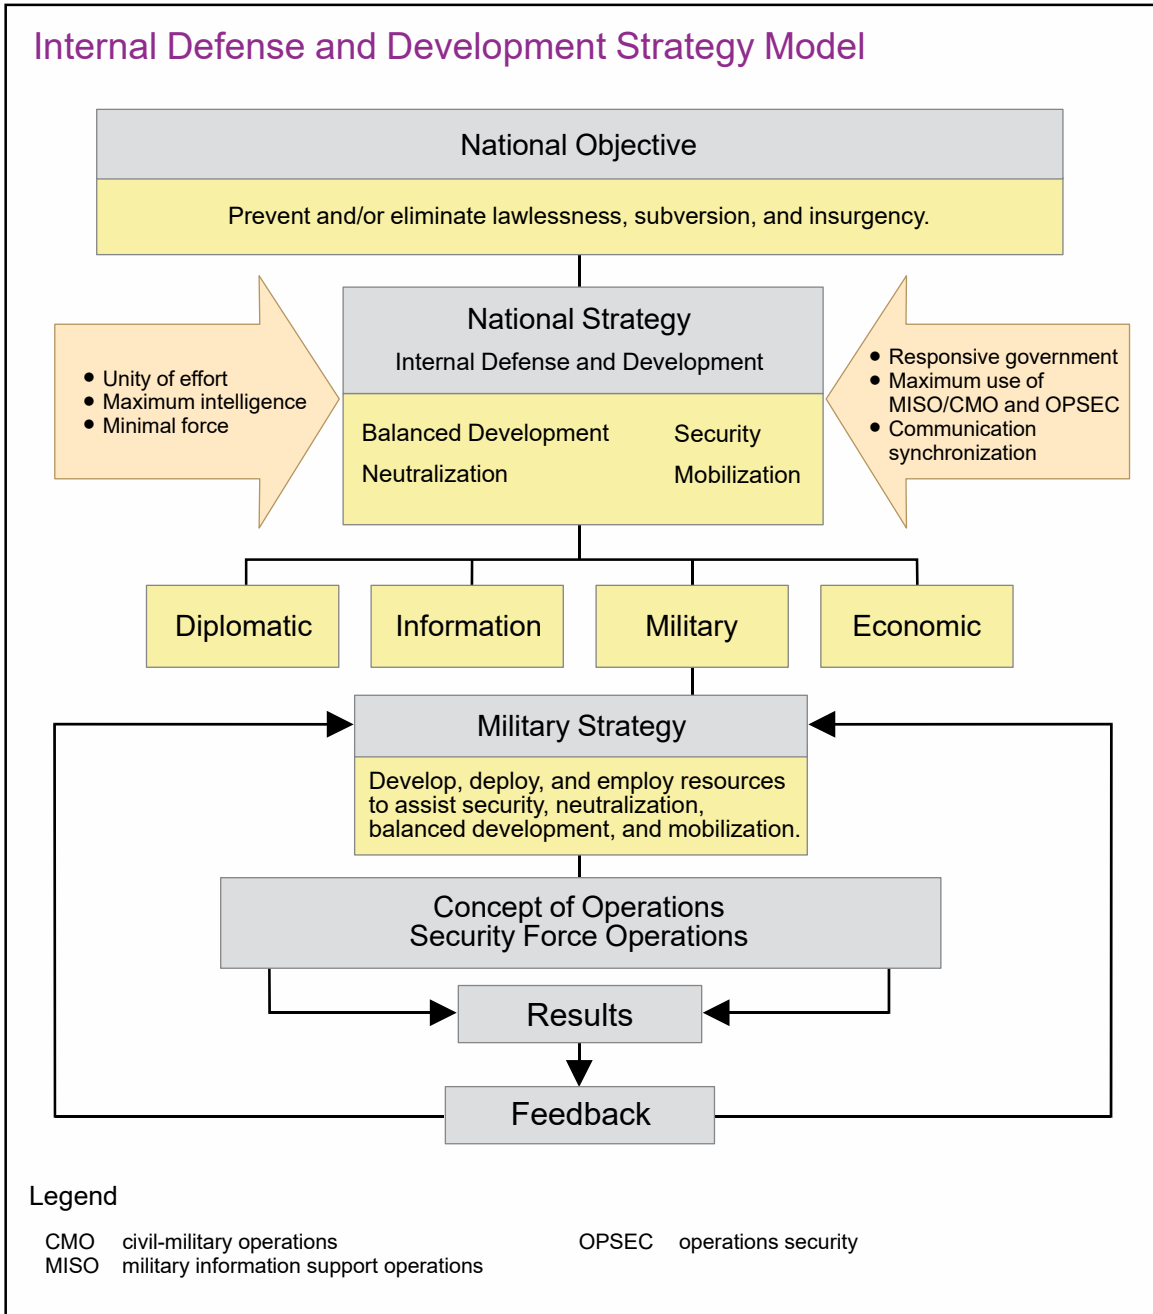 Internal Defense and Development Strategy Model
National Objective
Prevent and/or eliminate lawlessness, subversion, and insurgency.
National Strategy
Internal Defense and Development
• Unity of effort
• Maximum intelligence
• Minimal force
Balanced Development Security
Neutralization Mobilization
• Responsive government
• Maximum use of
MISO/CMO and OPSEC
• Communication
synchronization
Diplomatic
Information
Military
Economic
Military Strategy
Develop, deploy, and employ resources
to assist security, neutralization,
balanced development, and mobilization.
Concept of Operations
Security Force Operations
Results
Feedback
Legend
CMO civil-military operations
MISO military information support operations
OPSEC operations security